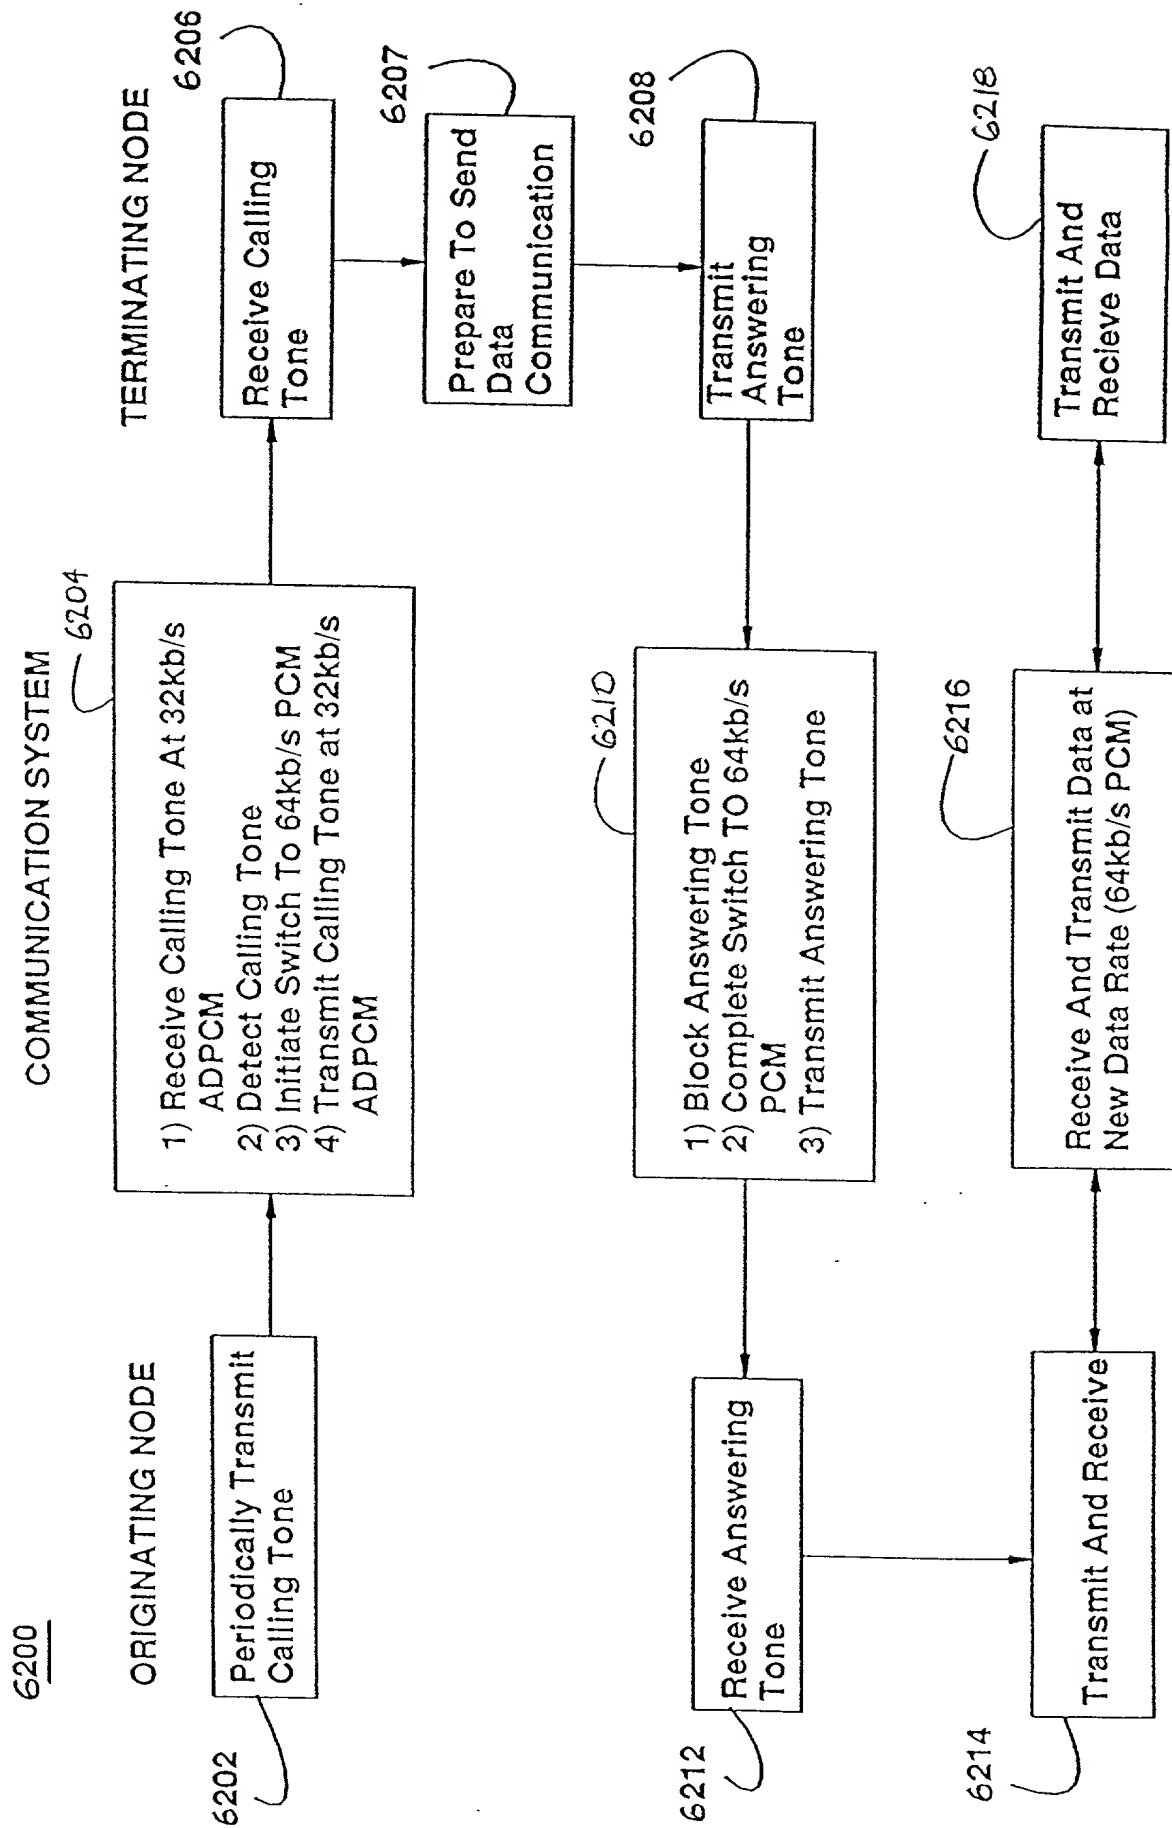 6200
ORIGINATING NODE
COMMUNICATION SYSTEM
TERMINATING NODE
6202
Periodically Transmit
Calling Tone
6204
1) Receive Calling Tone At 32kb/s
ADPCM
2) Detect Calling Tone
3) Initiate Switch To 64kb/s PCM
4) Transmit Calling Tone at 32kb/s
ADPCM
6206
Receive Calling
Tone
6207
Prepare To Send
Data
Communication
6208
Transmit
Answering
Tone
6210
1) Block Answering Tone
2) Complete Switch TO 64kb/s
PCM
3) Transmit Answering Tone
6212
Receive Answering
Tone
6214
Transmit And Receive
6216
Receive And Transmit Data at
New Data Rate (64kb/s PCM)
6218
Transmit And
Recieve Data